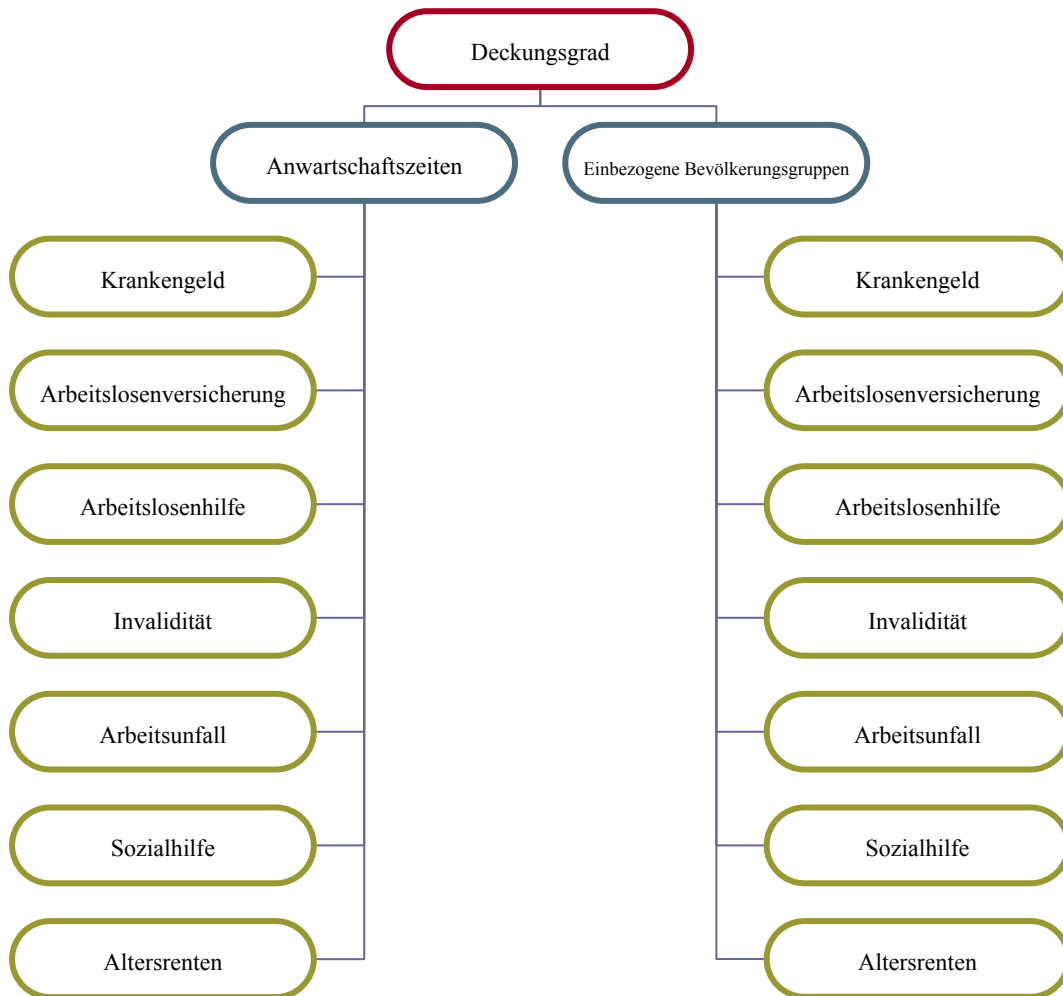 Deckungsgrad
Anwartschaftszeiten
Einbezogene Bevölkerungsgruppen
Krankengeld
Arbeitslosenversicherung
Arbeitslosenhilfe
Invalidität
Arbeitsunfall
Sozialhilfe
Altersrenten
Krankengeld
Arbeitslosenversicherung
Arbeitslosenhilfe
Invalidität
Arbeitsunfall
Sozialhilfe
Altersrenten